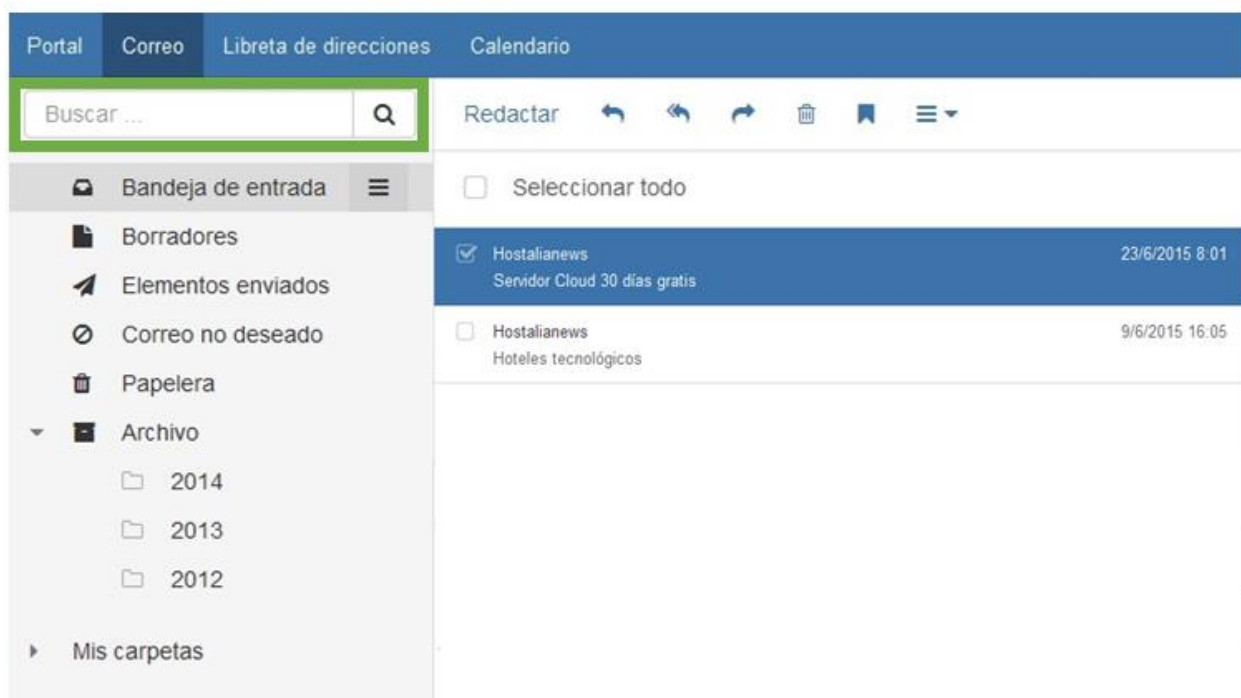 Portal Correo Libreta de direcciones Calendario
Buscar ...
Redactar
Bandeja de entrada
Borradores
Elementos enviados
Correo no deseado
Papelera
Archivo
2014
2013
2012
Mis carpetas
Seleccionar todo
Hostalianews 23/6/2015 8:01
Servidor Cloud 30 días gratis
Hostalianews 9/6/2015 16:05
Hoteles tecnológicos